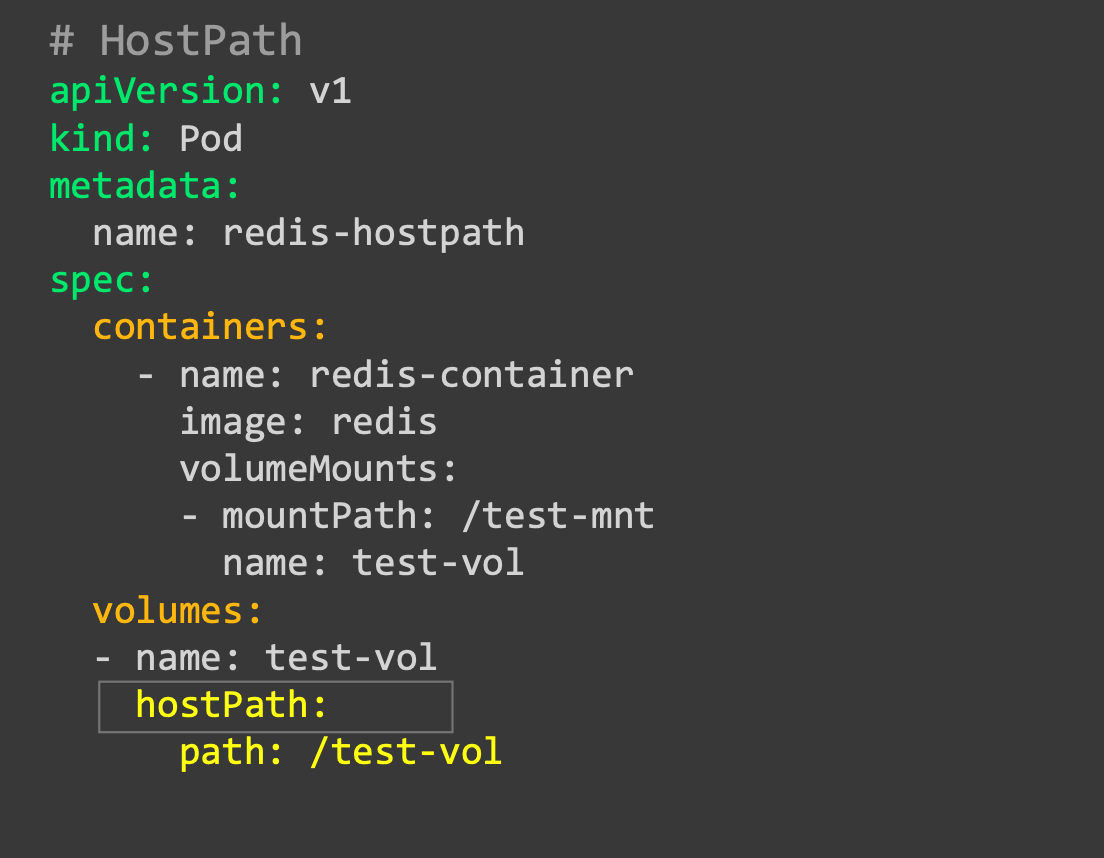 # HostPath
apiVersion: v1
kind: Pod
metadata:
  name: redis-hostpath
spec:
  containers:
    - name: redis-container
      image: redis
      volumeMounts:
      - mountPath: /test-mnt
        name: test-vol
  volumes:
  - name: test-vol
    hostPath:
      path: /test-vol